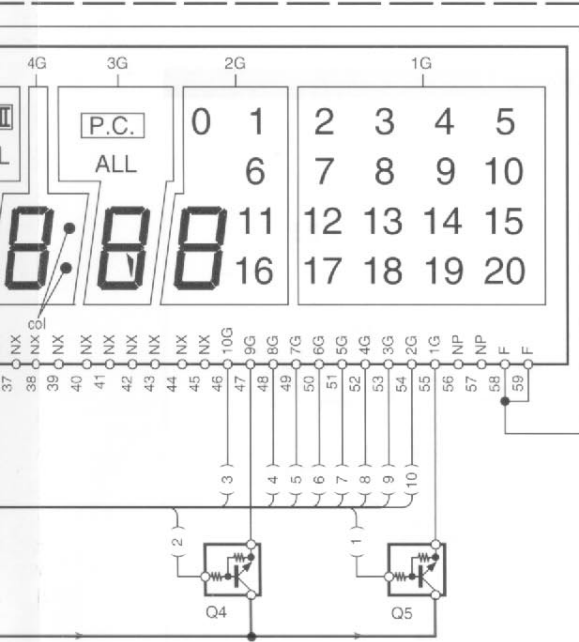 4G 3G 2G 1G
II P.C. 0 1 2 3 4 5
L ALL 6 7 8 9 10
8 : 8 8 11 12 13 14 15
16 17 18 19 20
col
NX NX NX NX NX NX NX NX NX 10G 9G 8G 7G 6G 5G 4G 3G 2G 1G NP NP F F
37 38 39 40 41 42 43 44 45 46 47 48 49 50 51 52 53 54 55 56 57 58 59
3 4 5 6 7 8 9 10
2 1
Q4 Q5